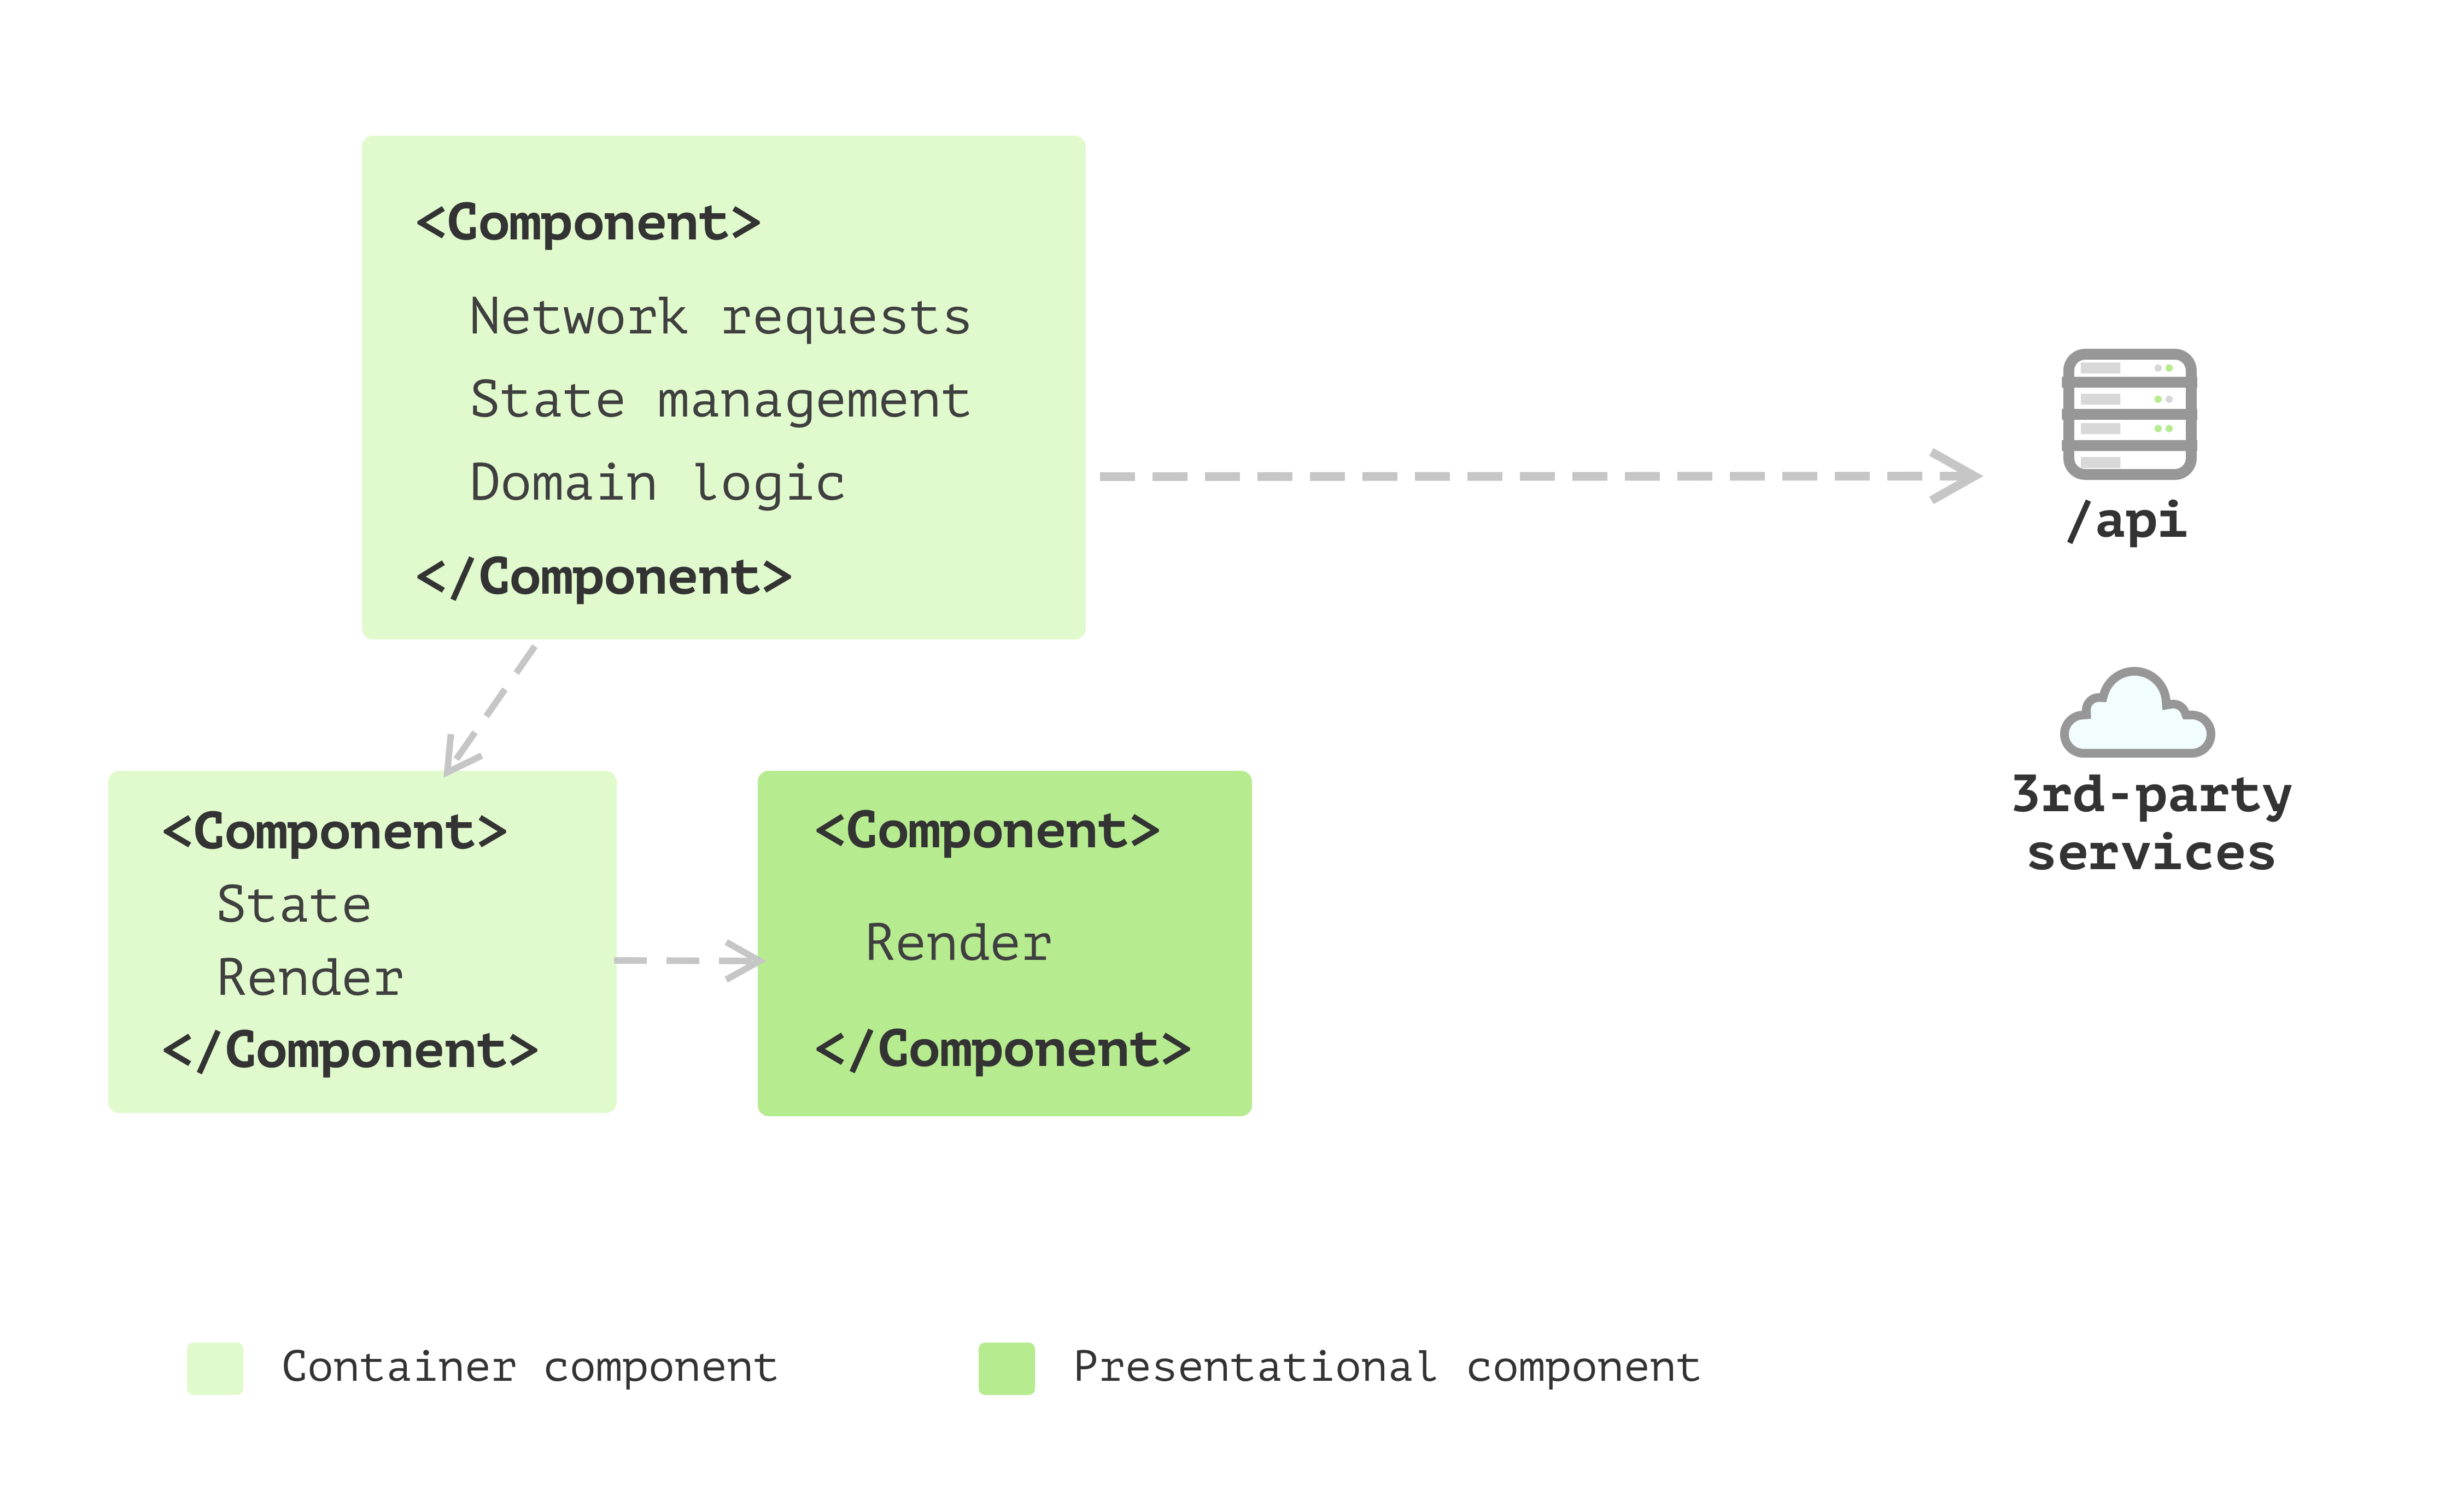 <Component>
Network requests
State management
Domain logic
</Component>
/api
3rd-party
services
<Component>
State
Render
</Component>
<Component>
Render
</Component>
Container component
Presentational component